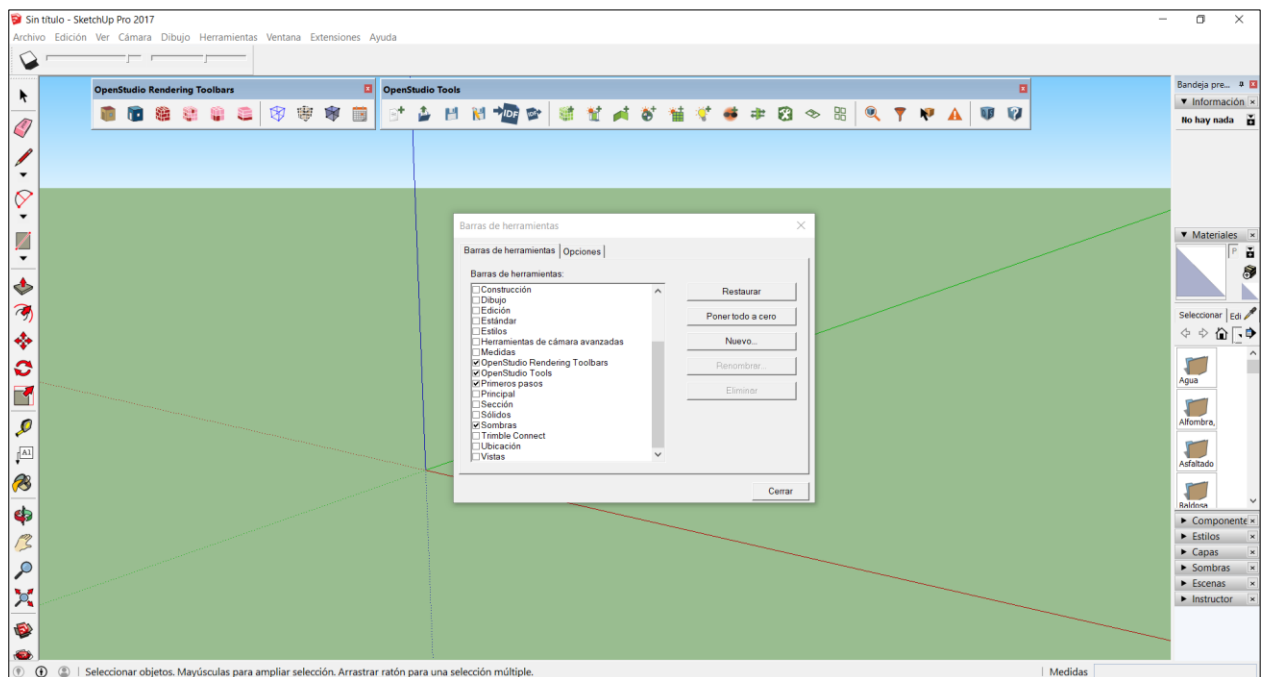 Sin título - SketchUp Pro 2017
Archivo Edición Ver Cámara Dibujo Herramientas Ventana Extensiones Ayuda
OpenStudio Rendering Toolbars
OpenStudio Tools
IDF
Bandeja pre...
Información
No hay nada
Barras de herramientas
Barras de herramientas Opciones
Barras de herramientas:
Construcción
Dibujo
Edición
Estándar
Estilos
Herramientas de cámara avanzadas
Medidas
OpenStudio Rendering Toolbars
OpenStudio Tools
Primeros pasos
Principal
Sección
Sólidos
Sombras
Trimble Connect
Ubicación
Vistas
Restaurar
Poner todo a cero
Nuevo...
Renombrar...
Eliminar
Cerrar
Materiales
P
Seleccionar Edi
Agua
Alfombra,
Asfaltado
Baldosa
Componente
Estilos
Capas
Sombras
Escenas
Instructor
A1
Seleccionar objetos. Mayúsculas para ampliar selección. Arrastrar ratón para una selección múltiple.
Medidas